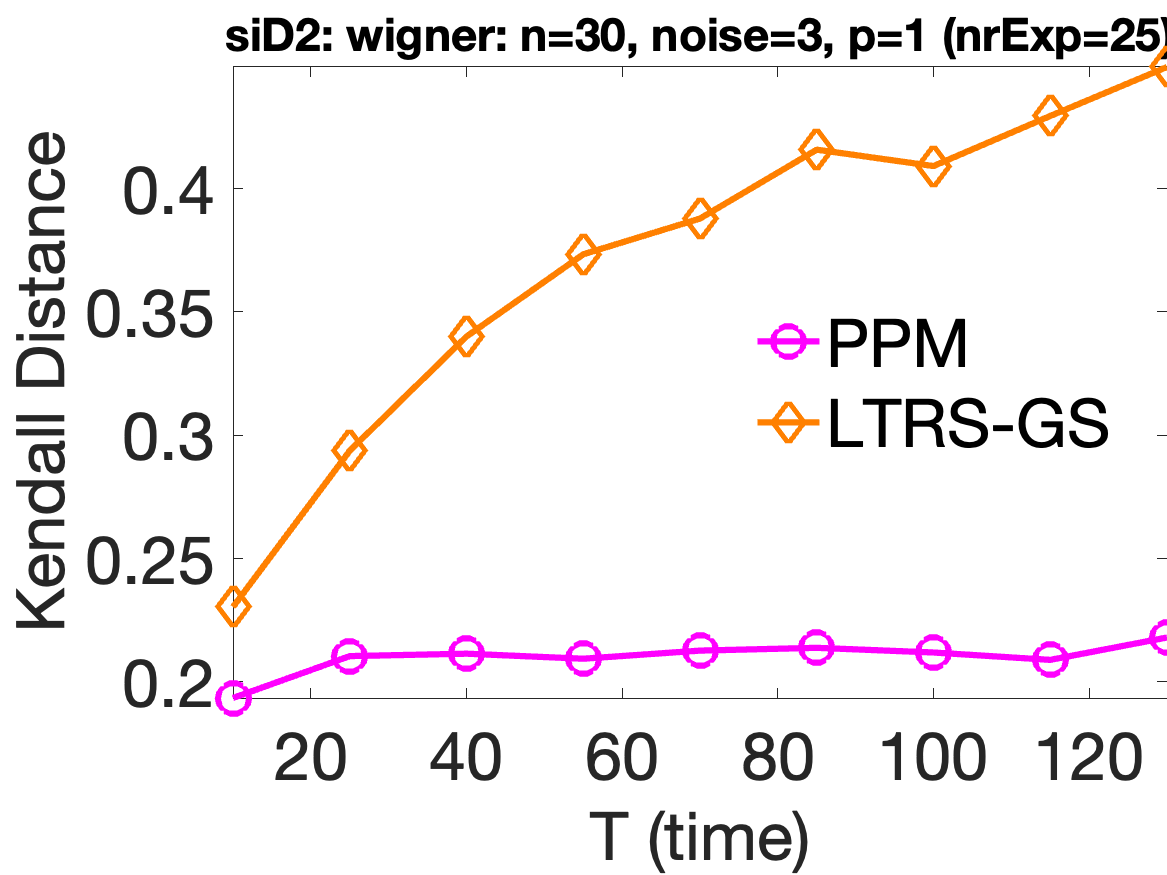 siD2: wigner: n=30, noise=3, p=1 (nrExp=25)
Kendall Distance
0.4
0.35
0.3
0.25
0.2
PPM
LTRS-GS
20 40 60 80 100 120
T (time)